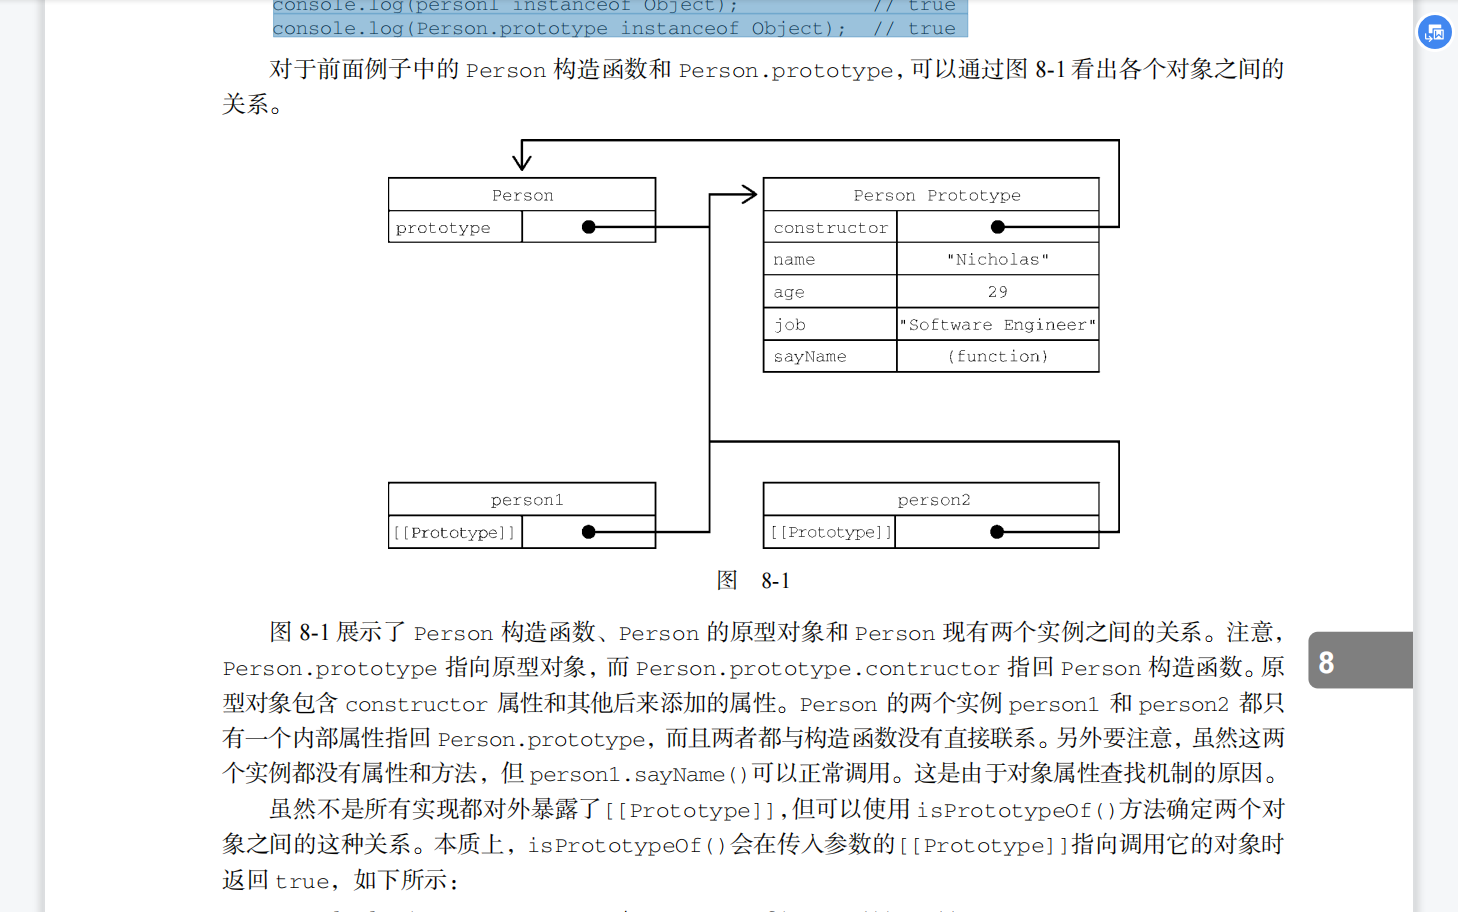 console.log(person1 instanceof Object); // true
console.log(Person.prototype instanceof Object); // true
对于前面例子中的 Person 构造函数和 Person.prototype，可以通过图 8-1 看出各个对象之间的
关系。
Person
prototype
Person Prototype
constructor
name "Nicholas"
age 29
job "Software Engineer"
sayName (function)
person1
[[Prototype]]
person2
[[Prototype]]
图 8-1
图 8-1 展示了 Person 构造函数、Person 的原型对象和 Person 现有两个实例之间的关系。注意，
Person.prototype 指向原型对象，而 Person.prototype.contructor 指回 Person 构造函数。原
型对象包含 constructor 属性和其他后来添加的属性。Person 的两个实例 person1 和 person2 都只
有一个内部属性指回 Person.prototype，而且两者都与构造函数没有直接联系。另外要注意，虽然这两
个实例都没有属性和方法，但 person1.sayName()可以正常调用。这是由于对象属性查找机制的原因。
8
虽然不是所有实现都对外暴露了[[Prototype]]，但可以使用 isPrototypeOf()方法确定两个对
象之间的这种关系。本质上，isPrototypeOf()会在传入参数的[[Prototype]]指向调用它的对象时
返回 true，如下所示：